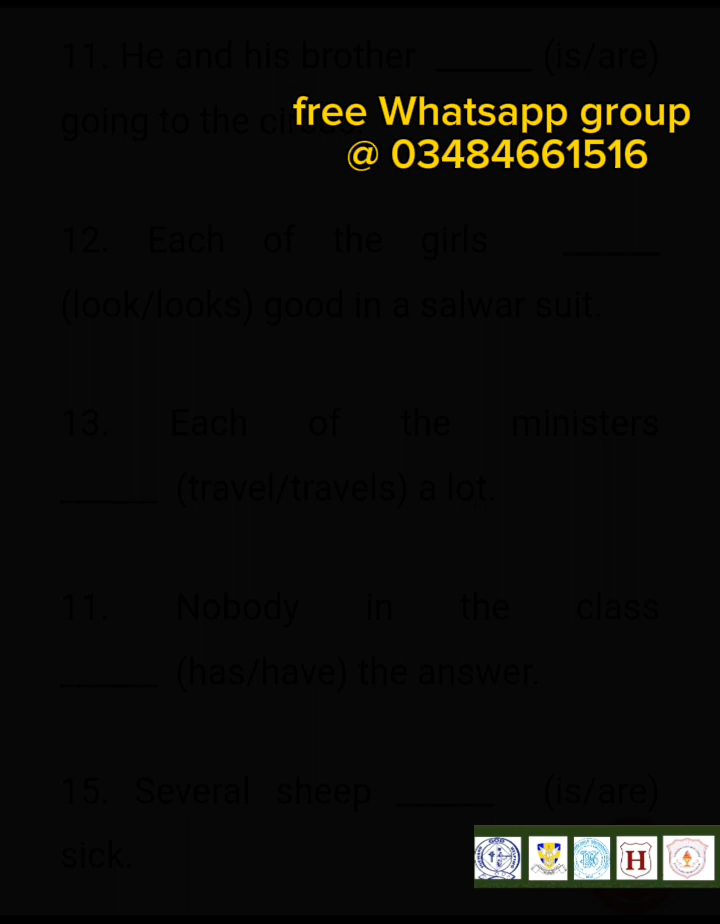 11. He and his brother ______ (is/are)
free Whatsapp group
going to the circus.
@ 03484661516
12. Each of the girls ______
(look/looks) good in a salwar suit.
13. Each of the ministers
______ (travel/travels) a lot.
11. Nobody in the class
______ (has/have) the answer.
15. Several sheep ______ (is/are)
sick.
H